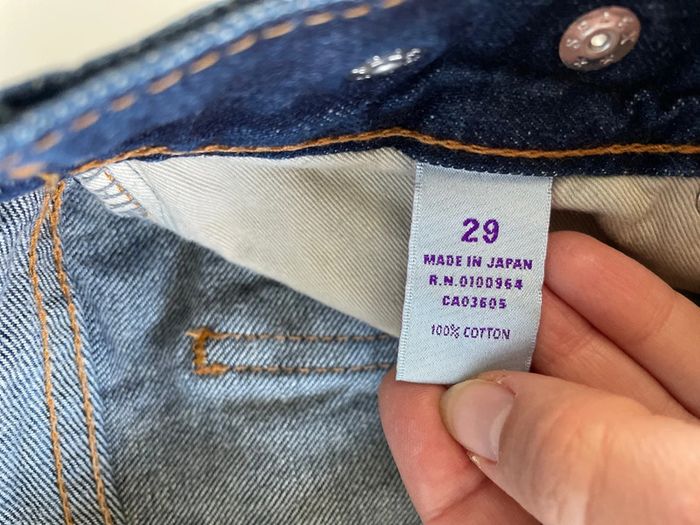 29
MADE IN JAPAN
R.N.0100964
CA03605
100% COTTON